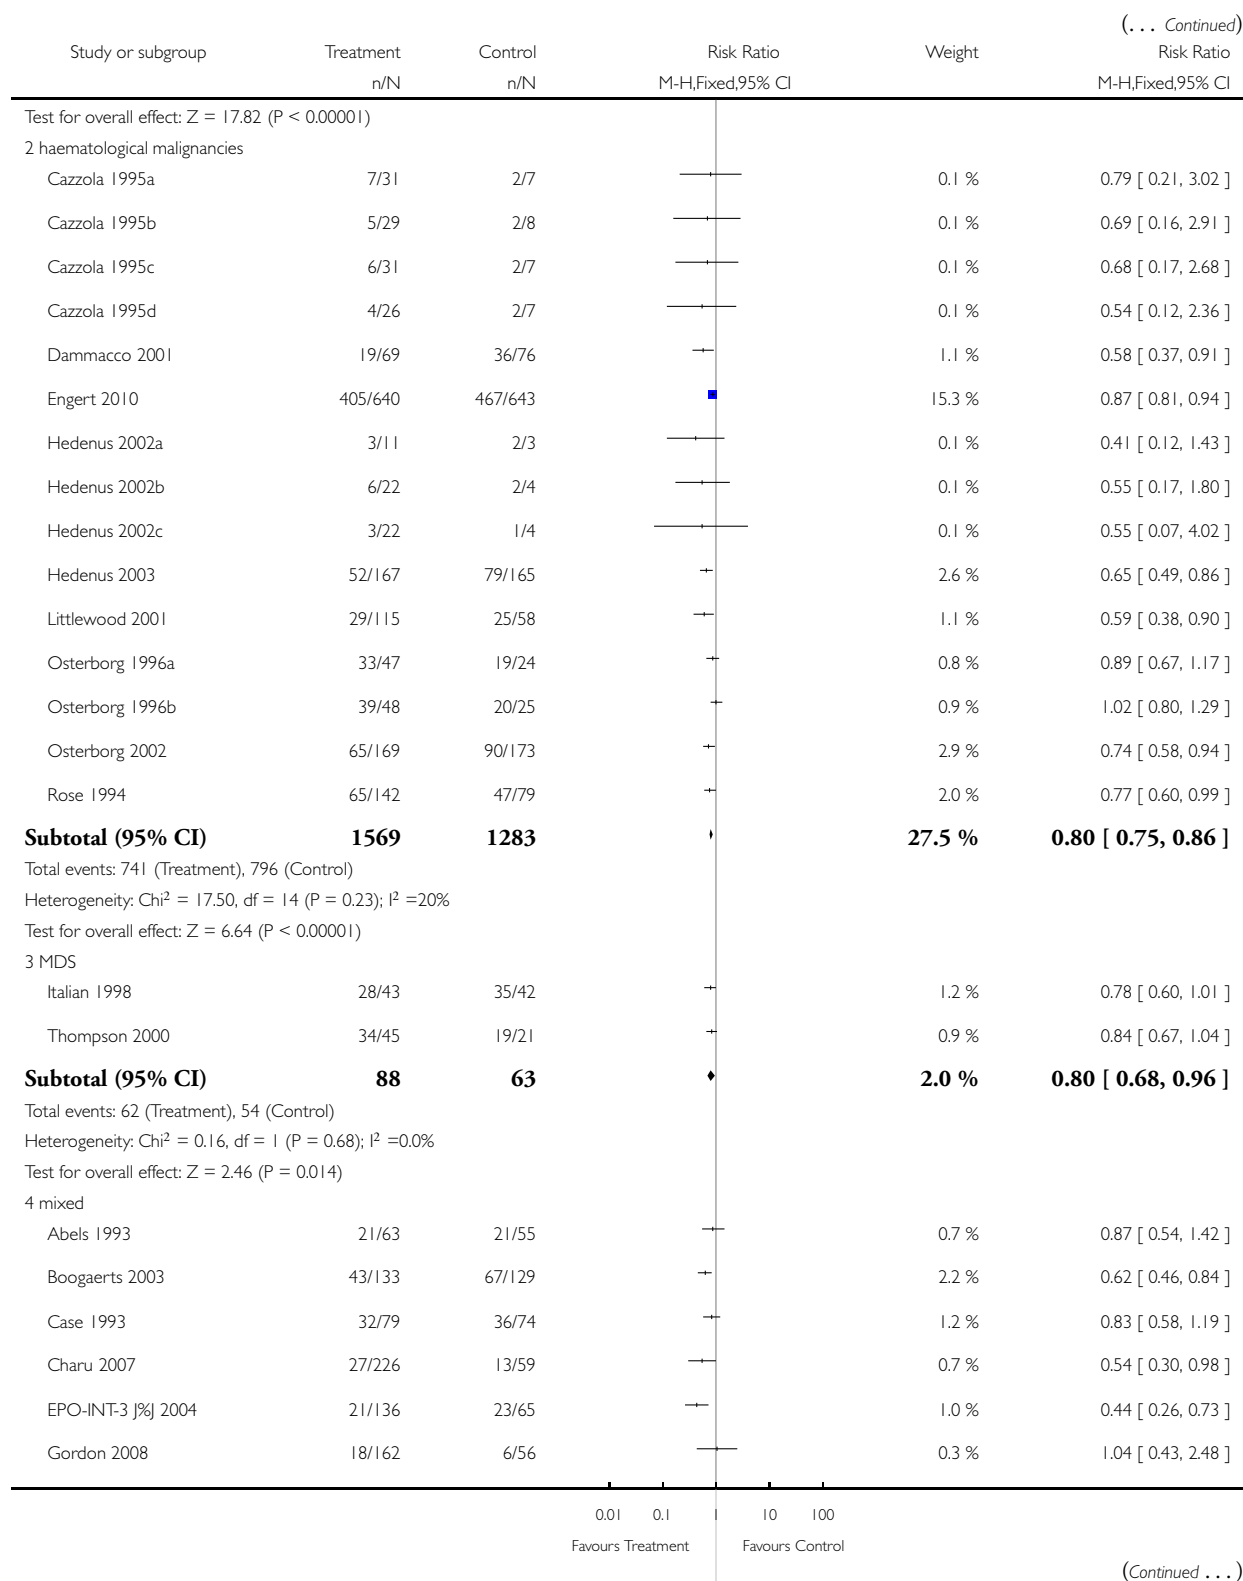 (... Continued)
Study or subgroup Treatment Control Risk Ratio Weight Risk Ratio
n/N n/N M-H,Fixed,95% CI M-H,Fixed,95% CI
Test for overall effect: Z = 17.82 (P < 0.00001)
2 haematological malignancies
Cazzola 1995a 7/31 2/7 0.1 % 0.79 [ 0.21, 3.02 ]
Cazzola 1995b 5/29 2/8 0.1 % 0.69 [ 0.16, 2.91 ]
Cazzola 1995c 6/31 2/7 0.1 % 0.68 [ 0.17, 2.68 ]
Cazzola 1995d 4/26 2/7 0.1 % 0.54 [ 0.12, 2.36 ]
Dammacco 2001 19/69 36/76 1.1 % 0.58 [ 0.37, 0.91 ]
Engert 2010 405/640 467/643 15.3 % 0.87 [ 0.81, 0.94 ]
Hedenus 2002a 3/11 2/3 0.1 % 0.41 [ 0.12, 1.43 ]
Hedenus 2002b 6/22 2/4 0.1 % 0.55 [ 0.17, 1.80 ]
Hedenus 2002c 3/22 1/4 0.1 % 0.55 [ 0.07, 4.02 ]
Hedenus 2003 52/167 79/165 2.6 % 0.65 [ 0.49, 0.86 ]
Littlewood 2001 29/115 25/58 1.1 % 0.59 [ 0.38, 0.90 ]
Osterborg 1996a 33/47 19/24 0.8 % 0.89 [ 0.67, 1.17 ]
Osterborg 1996b 39/48 20/25 0.9 % 1.02 [ 0.80, 1.29 ]
Osterborg 2002 65/169 90/173 2.9 % 0.74 [ 0.58, 0.94 ]
Rose 1994 65/142 47/79 2.0 % 0.77 [ 0.60, 0.99 ]
Subtotal (95% CI) 1569 1283 27.5 % 0.80 [ 0.75, 0.86 ]
Total events: 741 (Treatment), 796 (Control)
Heterogeneity: Chi² = 17.50, df = 14 (P = 0.23); I² =20%
Test for overall effect: Z = 6.64 (P < 0.00001)
3 MDS
Italian 1998 28/43 35/42 1.2 % 0.78 [ 0.60, 1.01 ]
Thompson 2000 34/45 19/21 0.9 % 0.84 [ 0.67, 1.04 ]
Subtotal (95% CI) 88 63 2.0 % 0.80 [ 0.68, 0.96 ]
Total events: 62 (Treatment), 54 (Control)
Heterogeneity: Chi² = 0.16, df = 1 (P = 0.68); I² =0.0%
Test for overall effect: Z = 2.46 (P = 0.014)
4 mixed
Abels 1993 21/63 21/55 0.7 % 0.87 [ 0.54, 1.42 ]
Boogaerts 2003 43/133 67/129 2.2 % 0.62 [ 0.46, 0.84 ]
Case 1993 32/79 36/74 1.2 % 0.83 [ 0.58, 1.19 ]
Charu 2007 27/226 13/59 0.7 % 0.54 [ 0.30, 0.98 ]
EPO-INT-3 J%J 2004 21/136 23/65 1.0 % 0.44 [ 0.26, 0.73 ]
Gordon 2008 18/162 6/56 0.3 % 1.04 [ 0.43, 2.48 ]
0.01 0.1 1 10 100
Favours Treatment Favours Control
(Continued ...)